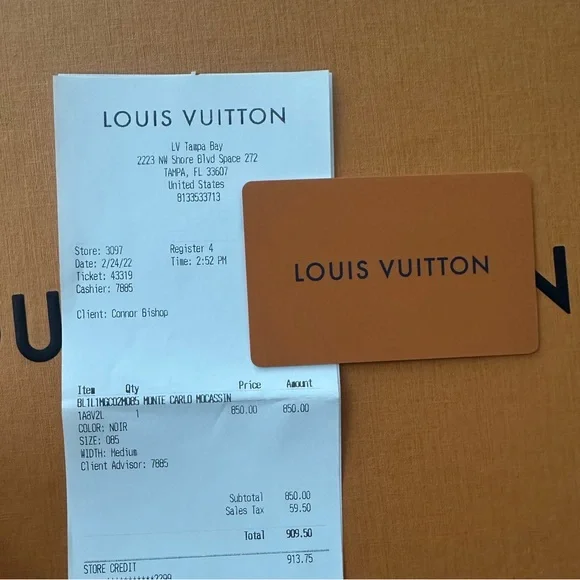 LOUIS VUITTON
LV Tampa Bay
2223 NW Shore Blvd Space 272
TAMPA, FL 33607
United States
8133533713
LOUIS VUITTON
Store: 3097 Register 4
Date: 2/24/22 Time: 2:52 PM
Ticket: 43319
Cashier: 7885
Client: Connor Bishop
OU N
Item Qty Price Amount
MONTE CARLO MOCASSIN
1A8V2L 1 850.00 850.00
COLOR: NOIR
SIZE: 085
WIDTH: Medium
Client Advisor: 7885
Subtotal 850.00
Sales Tax 59.50
Total 909.50
STORE CREDIT 913.75